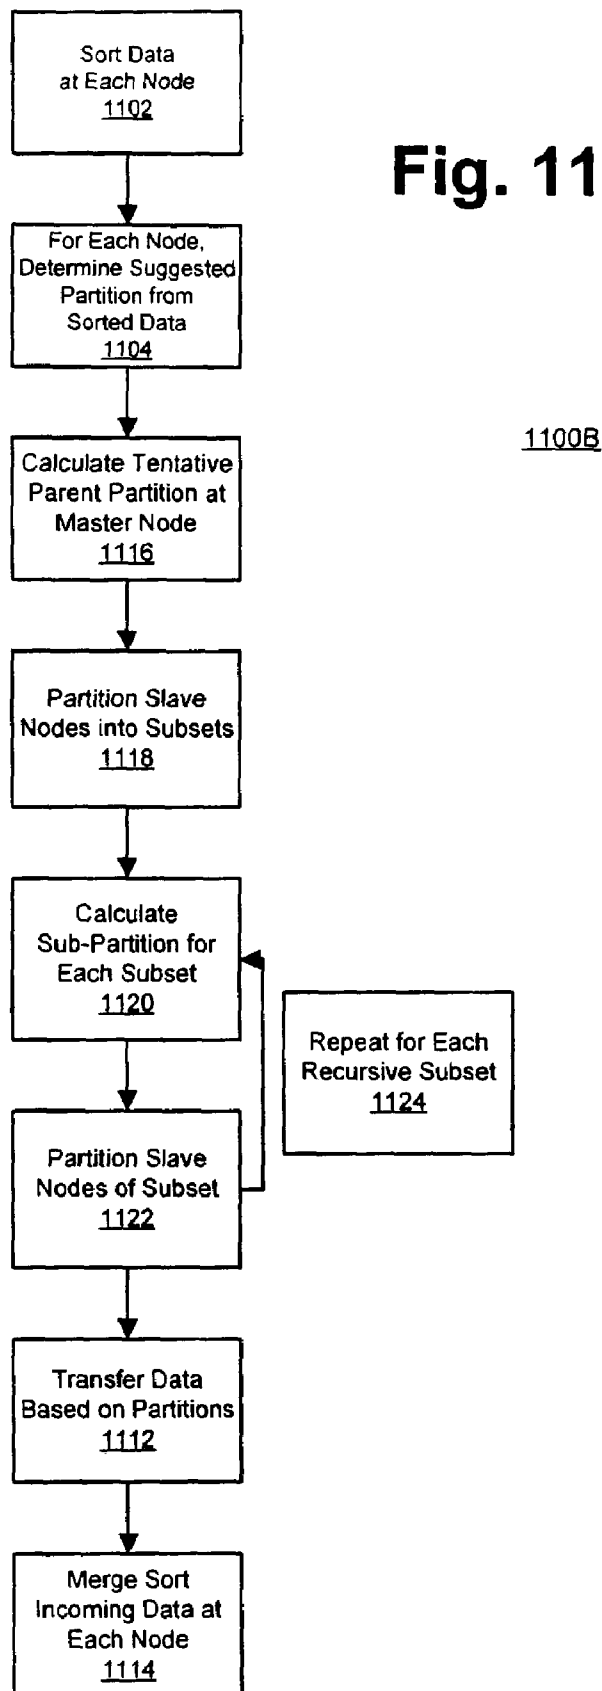 Sort Data
at Each Node
1102
Fig. 11
For Each Node,
Determine Suggested
Partition from
Sorted Data
1104
1100B
Calculate Tentative
Parent Partition at
Master Node
1116
Partition Slave
Nodes into Subsets
1118
Calculate
Sub-Partition for
Each Subset
1120
Repeat for Each
Recursive Subset
1124
Partition Slave
Nodes of Subset
1122
Transfer Data
Based on Partitions
1112
Merge Sort
Incoming Data at
Each Node
1114